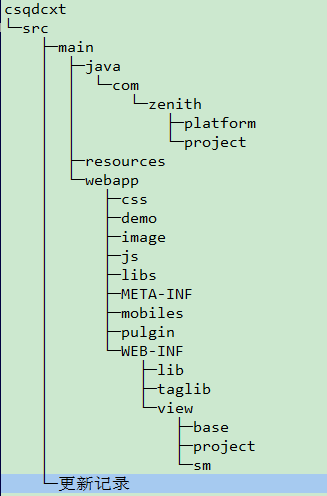 csqdcxt
src
main
java
com
zenith
platform
project
resources
webapp
css
demo
image
js
libs
META-INF
mobiles
pulgin
WEB-INF
lib
taglib
view
base
project
sm
更新记录